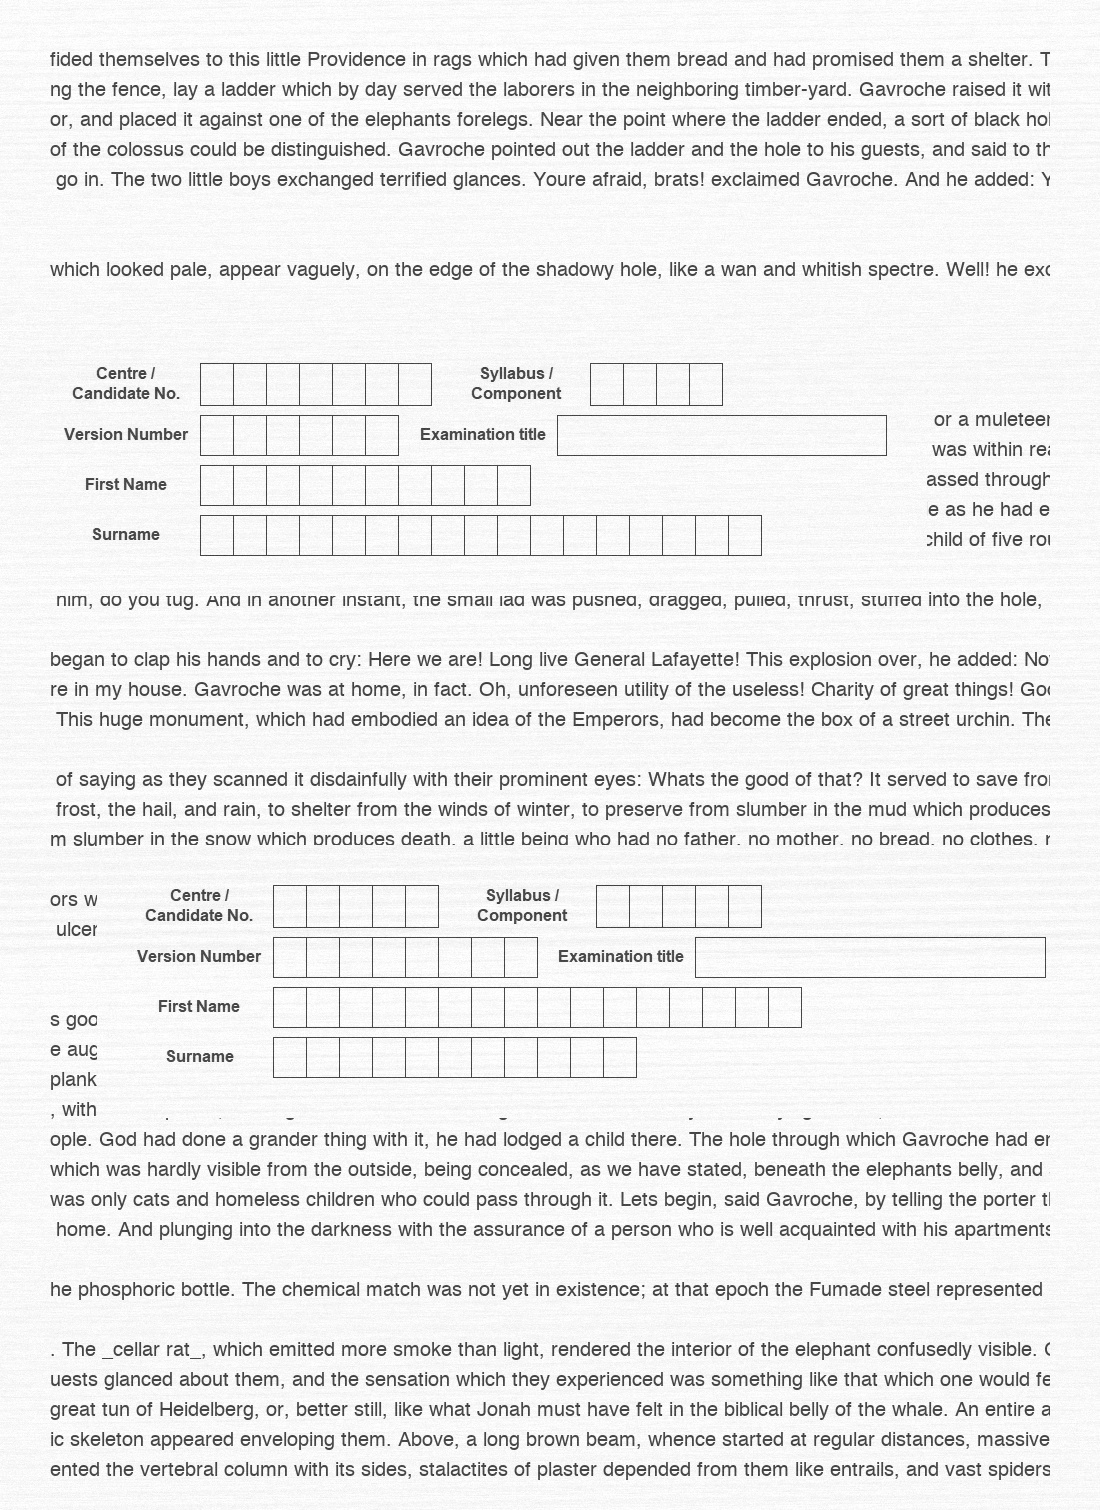 fided themselves to this little Providence in rags which had given them bread and had promised them a shelter. T
ng the fence, lay a ladder which by day served the laborers in the neighboring timber-yard. Gavroche raised it wit
or, and placed it against one of the elephants forelegs. Near the point where the ladder ended, a sort of black hol
of the colossus could be distinguished. Gavroche pointed out the ladder and the hole to his guests, and said to th
go in. The two little boys exchanged terrified glances. Youre afraid, brats! exclaimed Gavroche. And he added: Y
which looked pale, appear vaguely, on the edge of the shadowy hole, like a wan and whitish spectre. Well! he exc
Centre / Syllabus /
Candidate No. Component
or a muleteer
Version Number Examination title
was within rea
assed through
First Name
e as he had e
Surname
child of five rou
him, do you tug. And in another instant, the small lad was pushed, dragged, pulled, thrust, stuffed into the hole,
began to clap his hands and to cry: Here we are! Long live General Lafayette! This explosion over, he added: No
re in my house. Gavroche was at home, in fact. Oh, unforeseen utility of the useless! Charity of great things! Goo
This huge monument, which had embodied an idea of the Emperors, had become the box of a street urchin. The
of saying as they scanned it disdainfully with their prominent eyes: Whats the good of that? It served to save fro
frost, the hail, and rain, to shelter from the winds of winter, to preserve from slumber in the mud which produces
m slumber in the snow which produces death, a little being who had no father, no mother, no bread, no clothes, r
Centre / Syllabus /
ors w
Candidate No. Component
ulcer
Version Number Examination title
First Name
s goo
e aug
Surname
plank
, with
ople. God had done a grander thing with it, he had lodged a child there. The hole through which Gavroche had en
which was hardly visible from the outside, being concealed, as we have stated, beneath the elephants belly, and
was only cats and homeless children who could pass through it. Lets begin, said Gavroche, by telling the porter tl
home. And plunging into the darkness with the assurance of a person who is well acquainted with his apartments
he phosphoric bottle. The chemical match was not yet in existence; at that epoch the Fumade steel represented
. The _cellar rat_, which emitted more smoke than light, rendered the interior of the elephant confusedly visible. G
uests glanced about them, and the sensation which they experienced was something like that which one would fe
great tun of Heidelberg, or, better still, like what Jonah must have felt in the biblical belly of the whale. An entire a
ic skeleton appeared enveloping them. Above, a long brown beam, whence started at regular distances, massive
ented the vertebral column with its sides, stalactites of plaster depended from them like entrails, and vast spiders